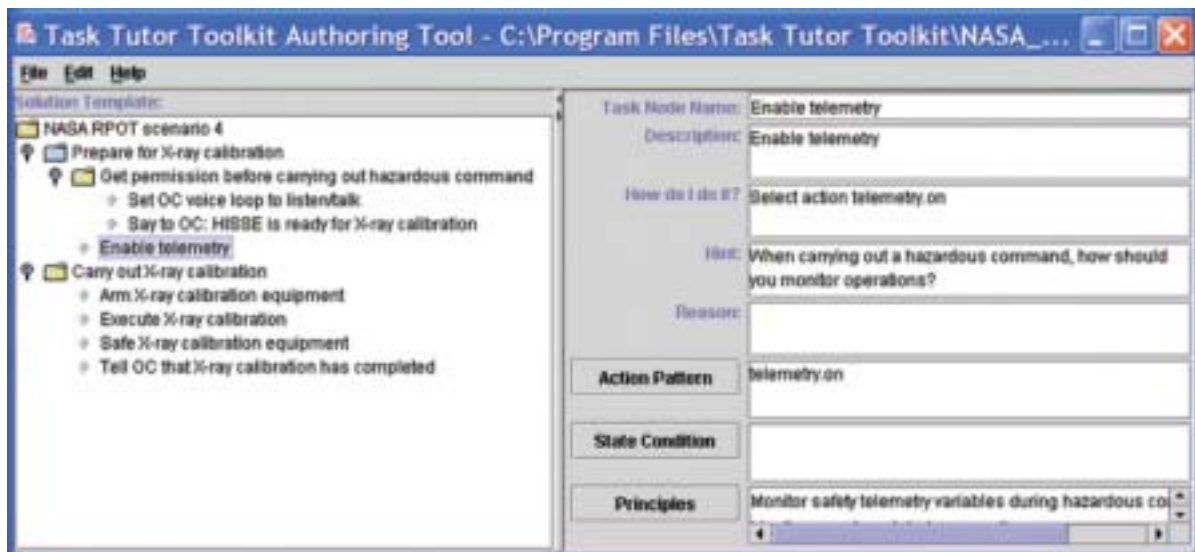 Task Tutor Toolkit Authoring Tool - C:\Program Files\Task Tutor Toolkit\NASA_...
File Edit Help
Solution Template:
NASA RPOT scenario 4
Prepare for X-ray calibration
Get permission before carrying out hazardous command
Set OC voice loop to listen/talk
Say to OC: HISSE is ready for X-ray calibration
Enable telemetry
Carry out X-ray calibration
Arm X-ray calibration equipment
Execute X-ray calibration
Safe X-ray calibration equipment
Tell OC that X-ray calibration has completed
Task Node Name: Enable telemetry
Description: Enable telemetry
How do I do it? Select action telemetry.on
Hint: When carrying out a hazardous command, how should
you monitor operations?
Reason:
Action Pattern telemetry.on
State Condition
Principles Monitor safety telemetry variables during hazardous co